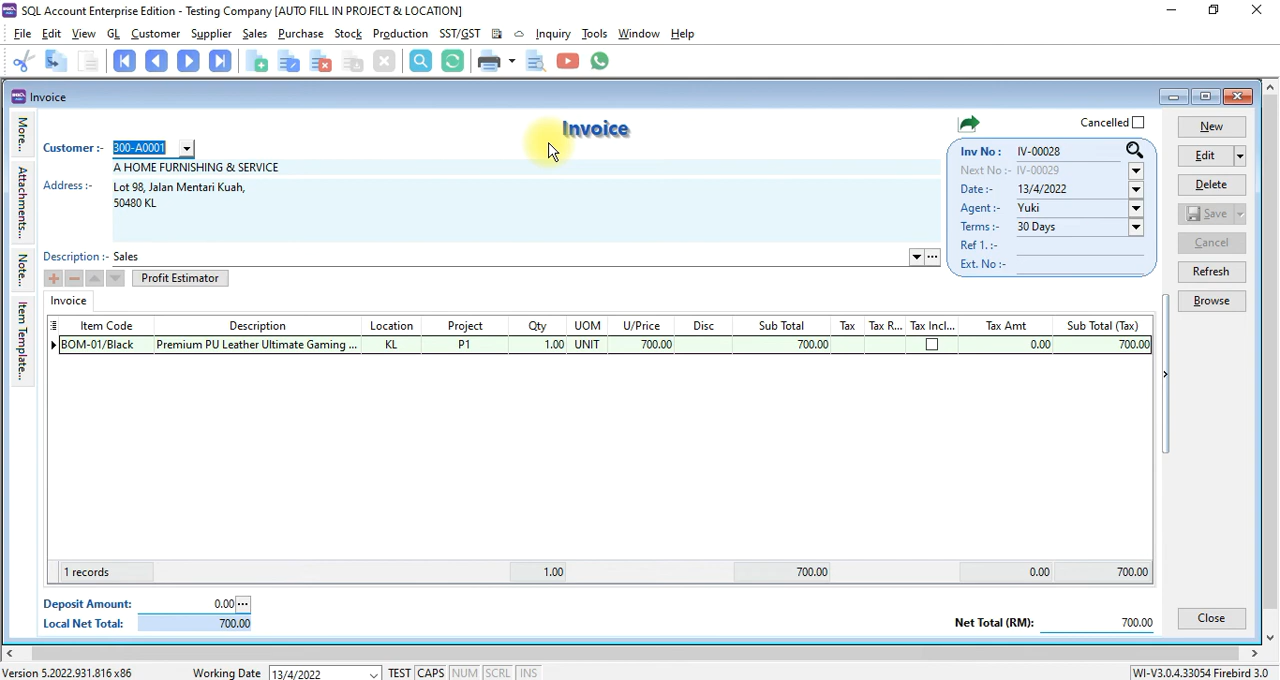 SQL Account Enterprise Edition - Testing Company [AUTO FILL IN PROJECT & LOCATION]
File Edit View GL Customer Supplier Sales Purchase Stock Production SST/GST Inquiry Tools Window Help
Invoice
More...
Attachments...
Note...
Item Template...
Invoice
Cancelled
Customer :- 300-A0001
A HOME FURNISHING & SERVICE
Address :- Lot 98, Jalan Mentari Kuah,
50480 KL
Inv No : IV-00028
Next No :- IV-00029
Date :- 13/4/2022
Agent :- Yuki
Terms :- 30 Days
Ref 1. :-
Ext. No :-
New
Edit
Delete
Save
Cancel
Refresh
Browse
Description :- Sales
Profit Estimator
Invoice
Item Code Description Location Project Qty UOM U/Price Disc Sub Total Tax Tax R... Tax Incl... Tax Amt Sub Total (Tax)
BOM-01/Black Premium PU Leather Ultimate Gaming ... KL P1 1.00 UNIT 700.00 700.00 0.00 700.00
1 records 1.00 700.00 0.00 700.00
Deposit Amount: 0.00
Local Net Total: 700.00
Net Total (RM): 700.00
Close
Version 5.2022.931.816 x86 Working Date 13/4/2022 TEST CAPS NUM SCRL INS WI-V3.0.4.33054 Firebird 3.0